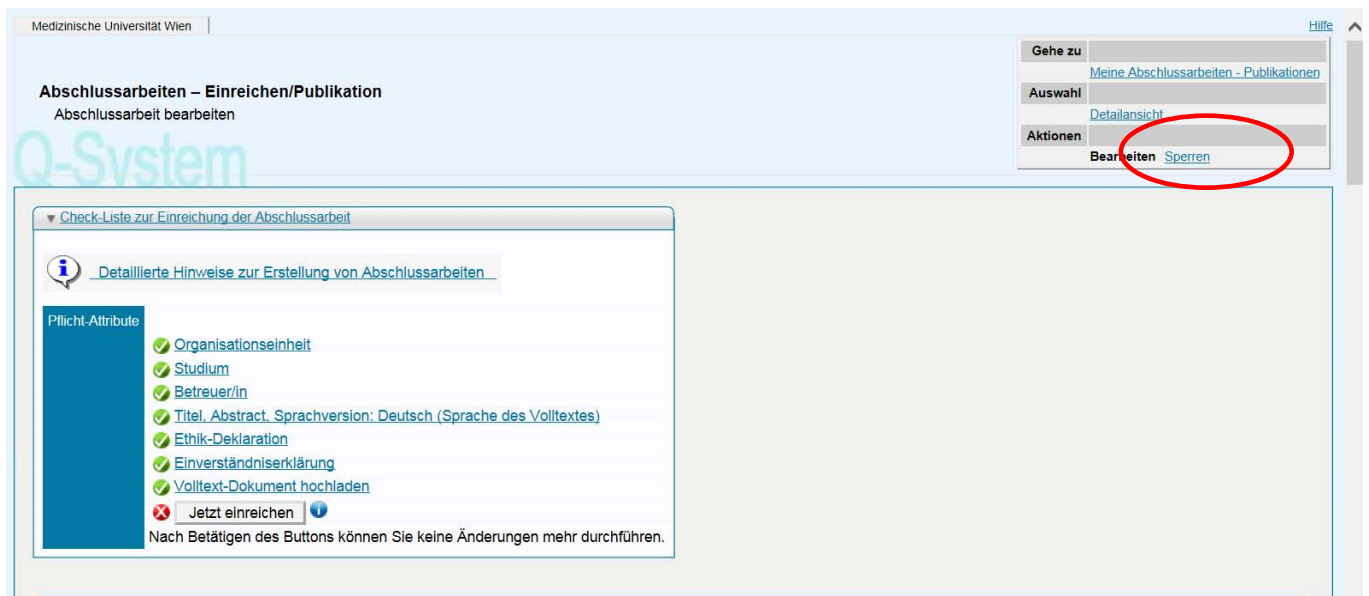 Medizinische Universität Wien
Hilfe
Gehe zu
Meine Abschlussarbeiten - Publikationen
Abschlussarbeiten – Einreichen/Publikation
Auswahl
Abschlussarbeit bearbeiten
Detailansicht
Aktionen
Q-System
Bearbeiten Sperren
Check-Liste zur Einreichung der Abschlussarbeit
Detaillierte Hinweise zur Erstellung von Abschlussarbeiten
Pflicht-Attribute
Organisationseinheit
Studium
Betreuer/in
Titel, Abstract, Sprachversion: Deutsch (Sprache des Volltextes)
Ethik-Deklaration
Einverständniserklärung
Volltext-Dokument hochladen
Jetzt einreichen
Nach Betätigen des Buttons können Sie keine Änderungen mehr durchführen.